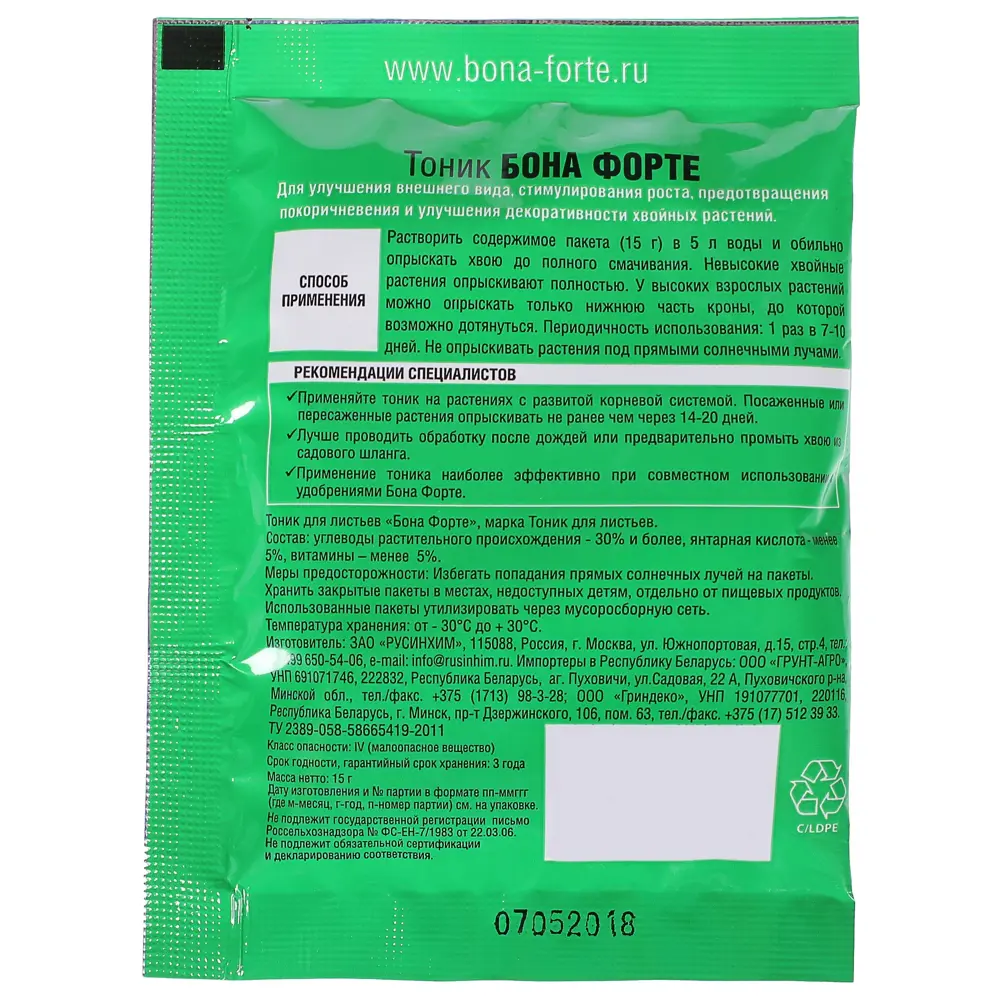 www.bona-forte.ru
Тоник БОНА ФОРТЕ
Для улучшения внешнего вида, стимулирования роста, предотвращения
покоричневения и улучшения декоративности хвойных растений.
СПОСОБ
ПРИМЕНЕНИЯ
Растворить содержимое пакета (15 г) в 5 л воды и обильно
опрыскать хвою до полного смачивания. Невысокие хвойные
растения опрыскивают полностью. У высоких взрослых растений
можно опрыскать только нижнюю часть кроны, до которой
возможно дотянуться. Периодичность использования: 1 раз в 7-10
дней. Не опрыскивать растения под прямыми солнечными лучами.
РЕКОМЕНДАЦИИ СПЕЦИАЛИСТОВ
✓Применяйте тоник на растениях с развитой корневой системой. Посаженные или
пересаженные растения опрыскивать не ранее чем через 14-20 дней.
✓Лучше проводить обработку после дождей или предварительно промыть хвою из
садового шланга.
✓Применение тоника наиболее эффективно при совместном использовании
удобрениями Бона Форте.
Тоник для листьев «Бона Форте», марка Тоник для листьев.
Состав: углеводы растительного происхождения - 30% и более, янтарная кислота - менее
5%, витамины – менее 5%.
Меры предосторожности: Избегать попадания прямых солнечных лучей на пакеты.
Хранить закрытые пакеты в местах, недоступных детям, отдельно от пищевых продуктов.
Использованные пакеты утилизировать через мусоросборную сеть.
Температура хранения: от - 30°С до + 30°С.
Изготовитель: ЗАО «РУСИНХИМ», 115088, Россия, г. Москва, ул. Южнопортовая, д.15, стр.4, тел.:
99 650-54-06, e-mail: info@rusinhim.ru. Импортеры в Республику Беларусь: ООО «ГРУНТ-АГРО»,
УНП 691071746, 222832, Республика Беларусь, аг. Пуховичи, ул.Садовая, 22 А, Пуховичского р-на,
Минской обл., тел./факс. +375 (1713) 98-3-28; ООО «Гриндеко», УНП 191077701, 220116,
Республика Беларусь, г. Минск, пр-т Дзержинского, 106, пом. 63, тел./факс. +375 (17) 512 39 33.
ТУ 2389-058-58665419-2011
Класс опасности: IV (малоопасное вещество)
Срок годности, гарантийный срок хранения: 3 года
Масса нетто: 15 г
Дату изготовления и № партии в формате пп-ммггг
(где м-месяц, г-год, п-номер партии) см. на упаковке.
Не подлежит государственной регистрации письмо
Россельхознадзора № ФС-ЕН-7/1983 от 22.03.06.
Не подлежит обязательной сертификации
и декларированию соответствия.
C/LDPE
07052018